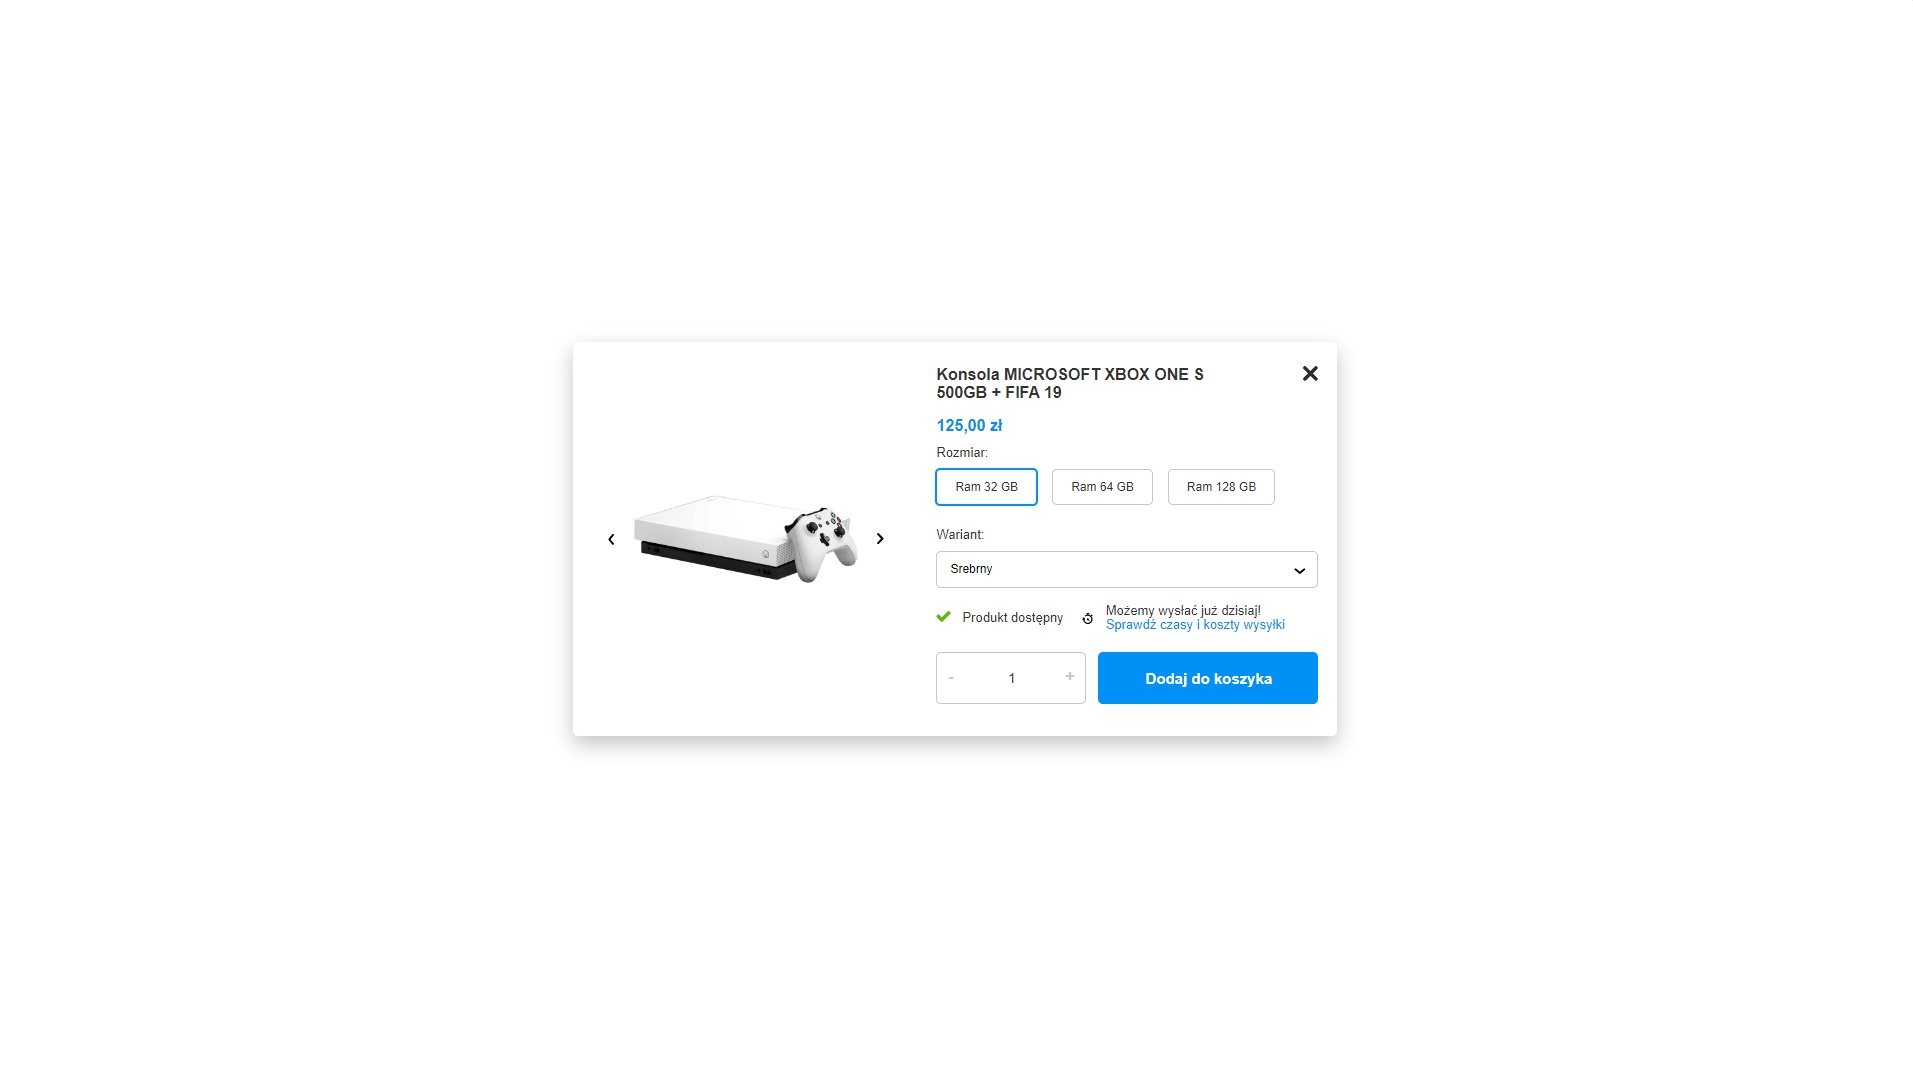 Konsola MICROSOFT XBOX ONE S
500GB + FIFA 19
125,00 zł
Rozmiar:
Ram 32 GB
Ram 64 GB
Ram 128 GB
Wariant:
Srebrny
Produkt dostępny
Możemy wysłać już dzisiaj!
Sprawdź czasy i koszty wysyłki
- 1 +
Dodaj do koszyka